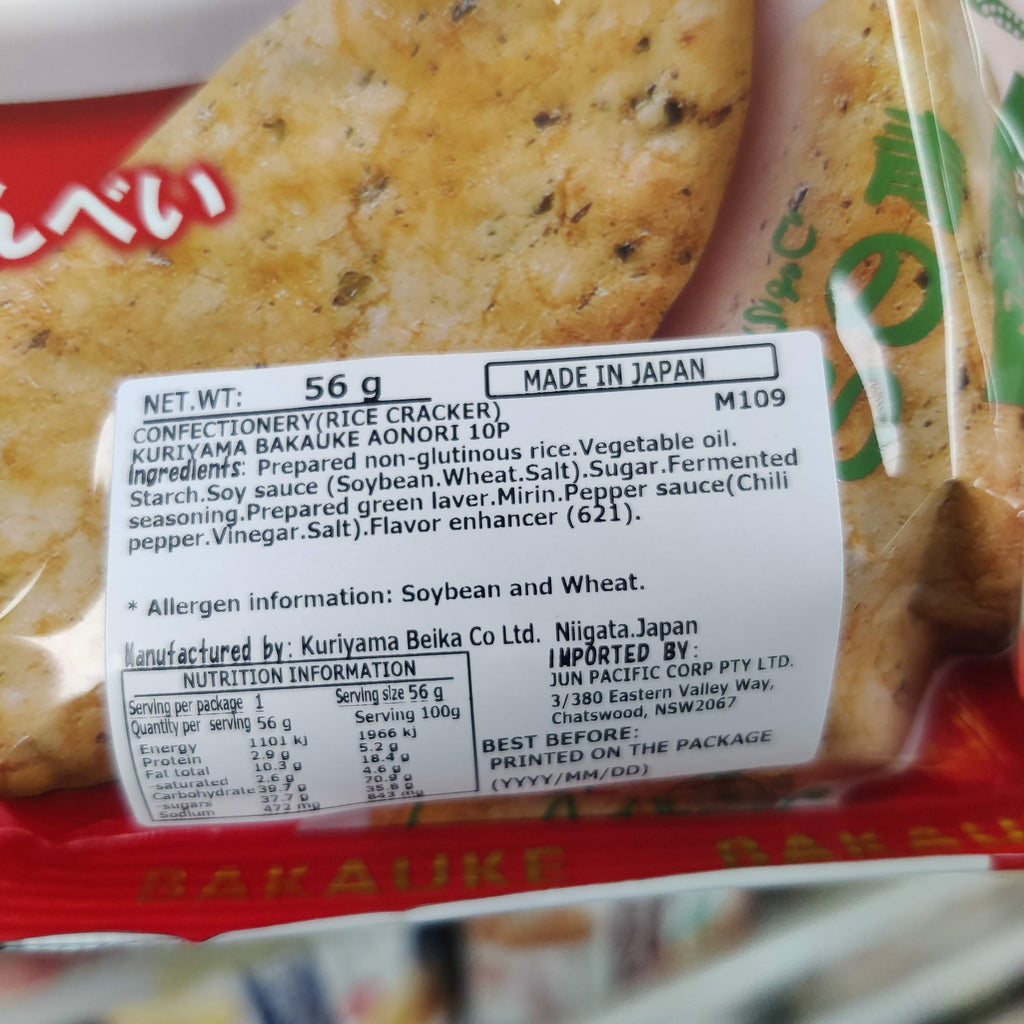 んべい
NET.WT: 56 g
MADE IN JAPAN
CONFECTIONERY(RICE CRACKER)
M109
KURIYAMA BAKAUKE AONORI 10P
Ingredients: Prepared non-glutinous rice.Vegetable oil.
Starch.Soy sauce (Soybean.Wheat.Salt).Sugar.Fermented
seasoning.Prepared green laver.Mirin.Pepper sauce(Chili
pepper.Vinegar.Salt).Flavor enhancer (621).
* Allergen information: Soybean and Wheat.
Manufactured by: Kuriyama Beika Co Ltd. Niigata.Japan
NUTRITION INFORMATION
Serving per package 1 Serving size 56 g
Quantity per serving 56 g Serving 100g
Energy 1101 kj 1966 kj
Protein 2.9 g 5.2 g
Fat total 10.3 g 18.4 g
-saturated 2.6 g 4.6 g
Carbohydrate 39.7 g 70.9 g
-sugars 37.7 g 35.8 g
Sodium 472 mg 843 mg
IMPORTED BY:
JUN PACIFIC CORP PTY LTD.
3/380 Eastern Valley Way,
Chatswood, NSW2067
BEST BEFORE:
PRINTED ON THE PACKAGE
(YYYY/MM/DD)
BAKAUKE